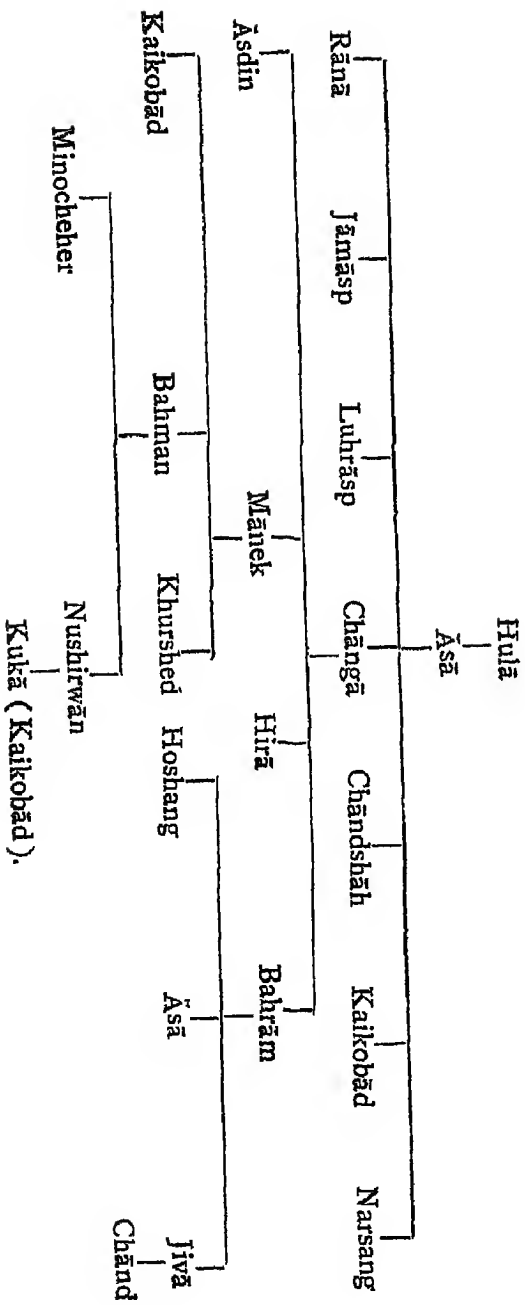 Hulā
Āsā
Rānā Jāmāsp Luhrāsp Chāngā Chāndshāh Kaikobād Narsang
Āsdin Mānek Hirā Bahrām
Kaikobād Bahman Khurshed Hoshang Āsā Jivā
Minocheher Nushirwān Chānd
Kukā (Kaikobād).